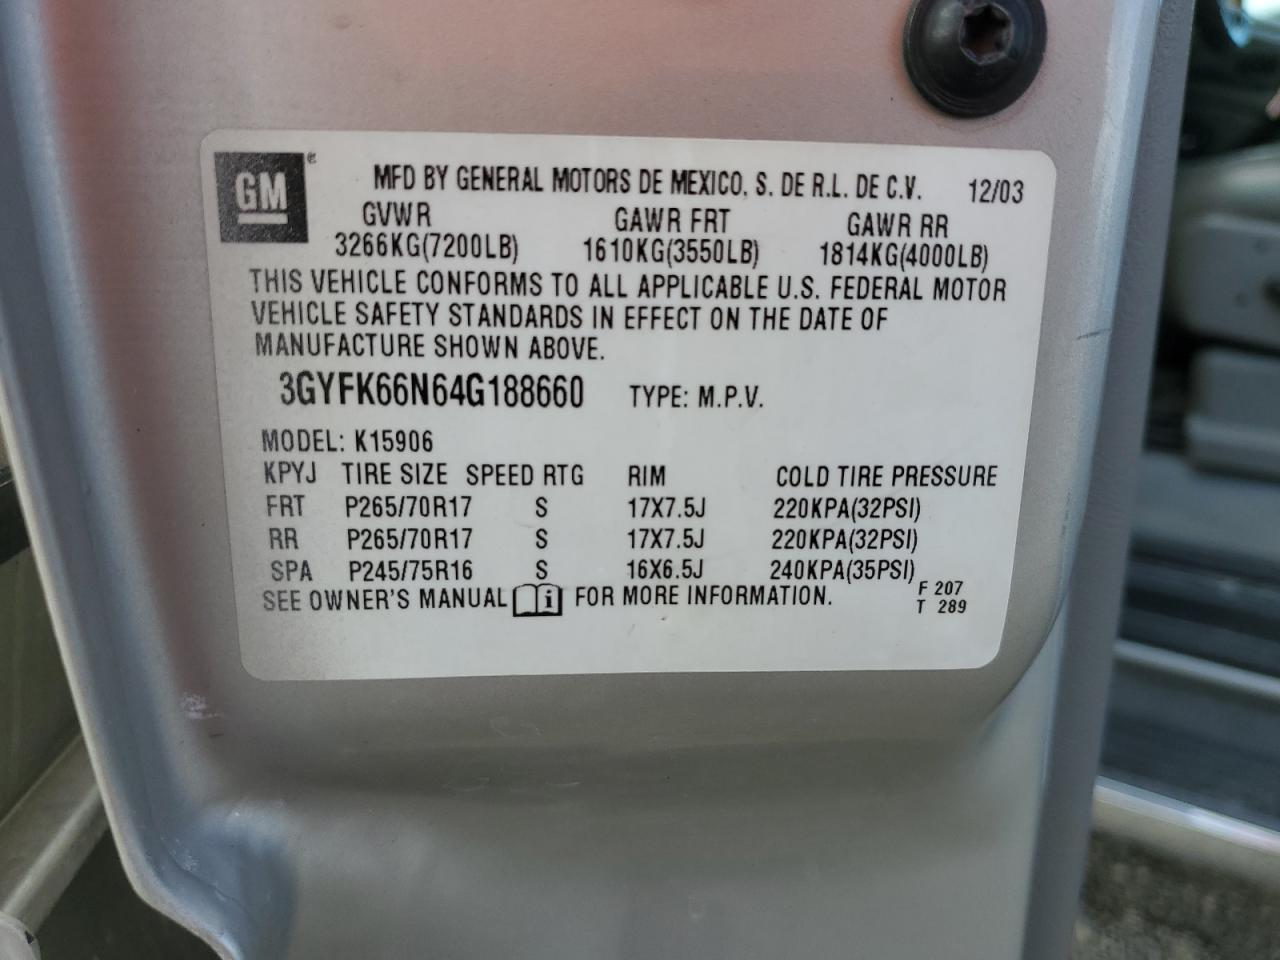 GM ®
MFD BY GENERAL MOTORS DE MEXICO, S. DE R.L. DE C.V. 12/03
GVWR GAWR FRT GAWR RR
3266KG(7200LB) 1610KG(3550LB) 1814KG(4000LB)
THIS VEHICLE CONFORMS TO ALL APPLICABLE U.S. FEDERAL MOTOR
VEHICLE SAFETY STANDARDS IN EFFECT ON THE DATE OF
MANUFACTURE SHOWN ABOVE.
3GYFK66N64G188660 TYPE: M.P.V.
MODEL: K15906
KPYJ TIRE SIZE SPEED RTG RIM COLD TIRE PRESSURE
FRT P265/70R17 S 17X7.5J 220KPA(32PSI)
RR P265/70R17 S 17X7.5J 220KPA(32PSI)
SPA P245/75R16 S 16X6.5J 240KPA(35PSI)
SEE OWNER'S MANUAL i FOR MORE INFORMATION. F 207
T 289